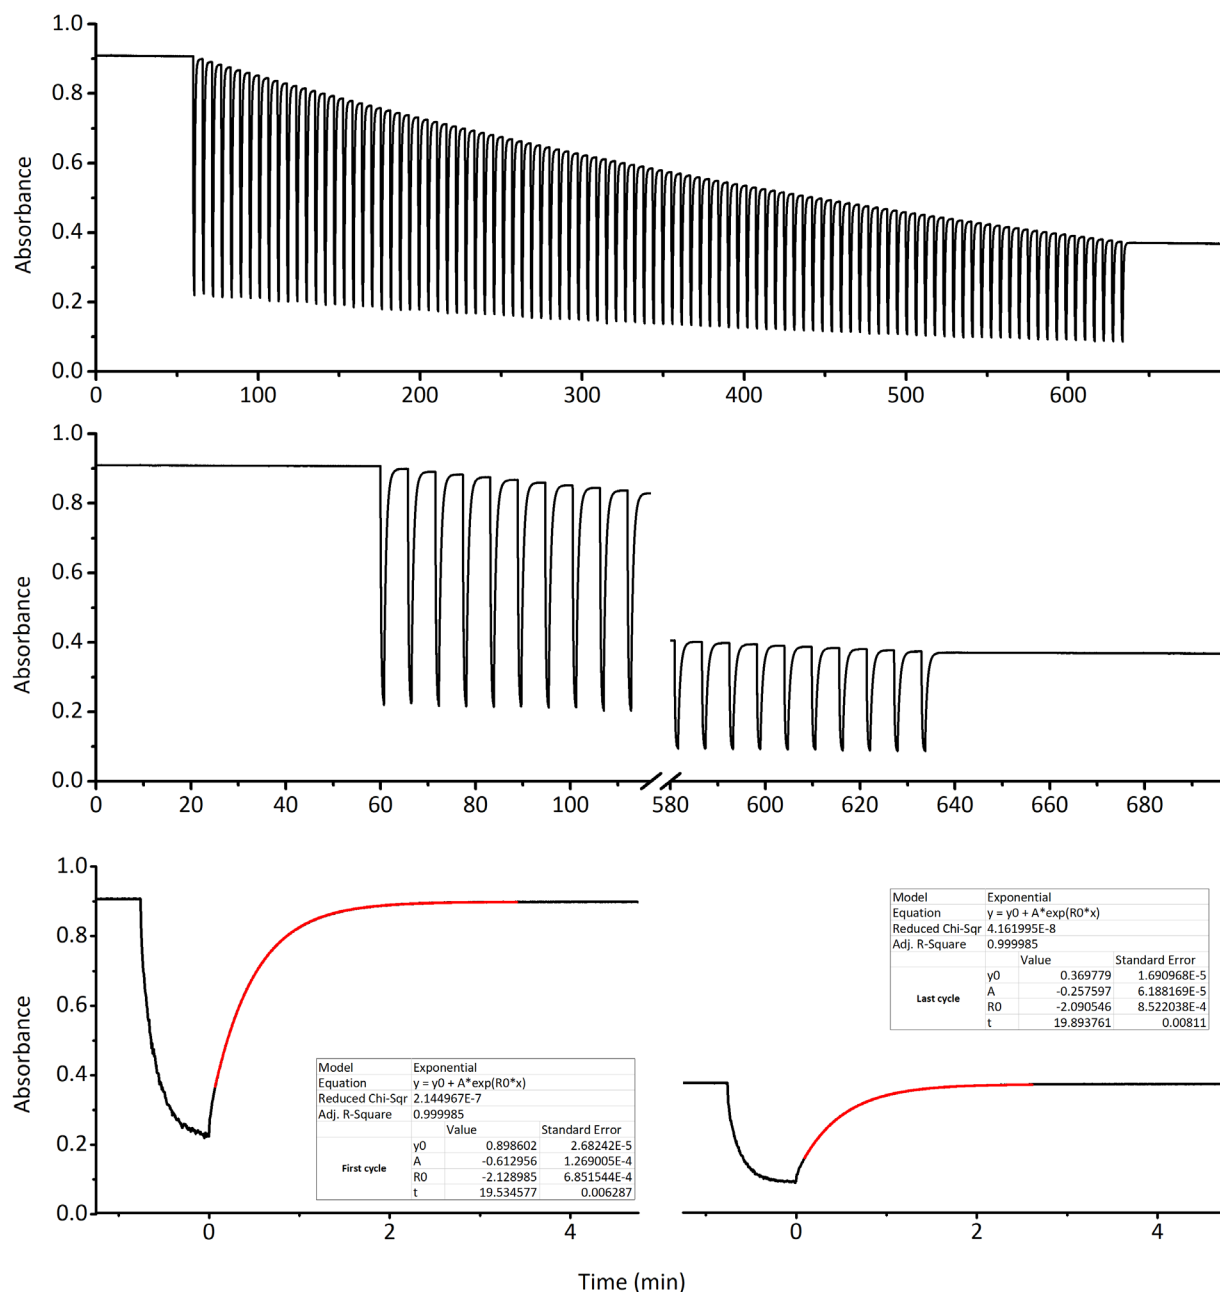 1.0
0.8
0.6
0.4
0.2
0.0
Absorbance
0 100 200 300 400 500 600
1.0
0.8
0.6
0.4
0.2
0.0
Absorbance
0 20 40 60 80 100 580 600 620 640 660 680
1.0
0.8
0.6
0.4
0.2
0.0
Absorbance
Model Exponential
Equation y = y0 + A*exp(R0*x)
Reduced Chi-Sqr 2.144967E-7
Adj. R-Square 0.999985
Value Standard Error
First cycle
y0 0.898602 2.68242E-5
A -0.612956 1.269005E-4
R0 -2.128985 6.851544E-4
t 19.534577 0.006287
0 2 4
Model Exponential
Equation y = y0 + A*exp(R0*x)
Reduced Chi-Sqr 4.161995E-8
Adj. R-Square 0.999985
Value Standard Error
Last cycle
y0 0.369779 1.690968E-5
A -0.257597 6.188169E-5
R0 -2.090546 8.522038E-4
t 19.893761 0.00811
0 2 4
Time (min)